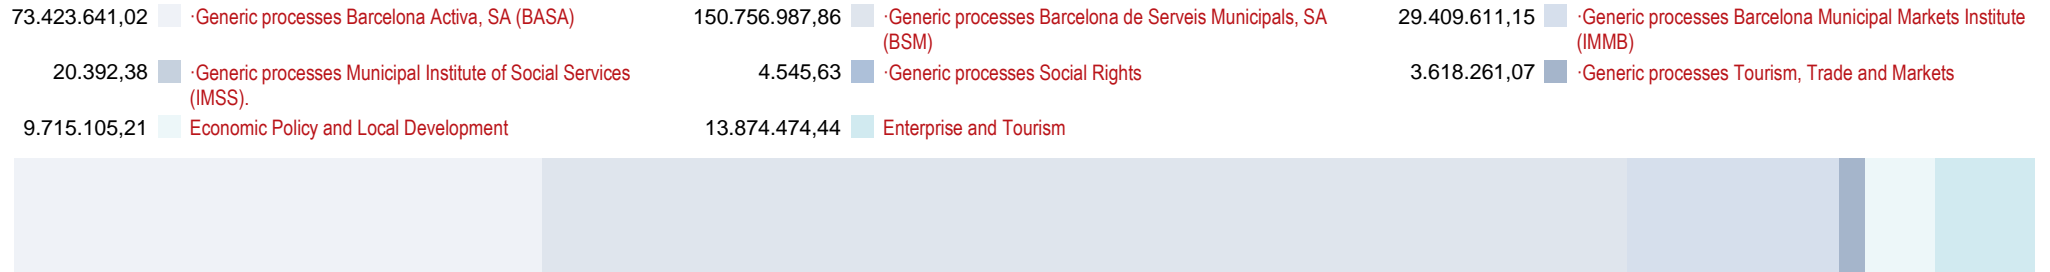 73.423.641,02 ·Generic processes Barcelona Activa, SA (BASA) 150.756.987,86 ·Generic processes Barcelona de Serveis Municipals, SA 29.409.611,15 ·Generic processes Barcelona Municipal Markets Institute
(BSM) (IMMB)
20.392,38 ·Generic processes Municipal Institute of Social Services 4.545,63 ·Generic processes Social Rights 3.618.261,07 ·Generic processes Tourism, Trade and Markets
(IMSS).
9.715.105,21 Economic Policy and Local Development 13.874.474,44 Enterprise and Tourism